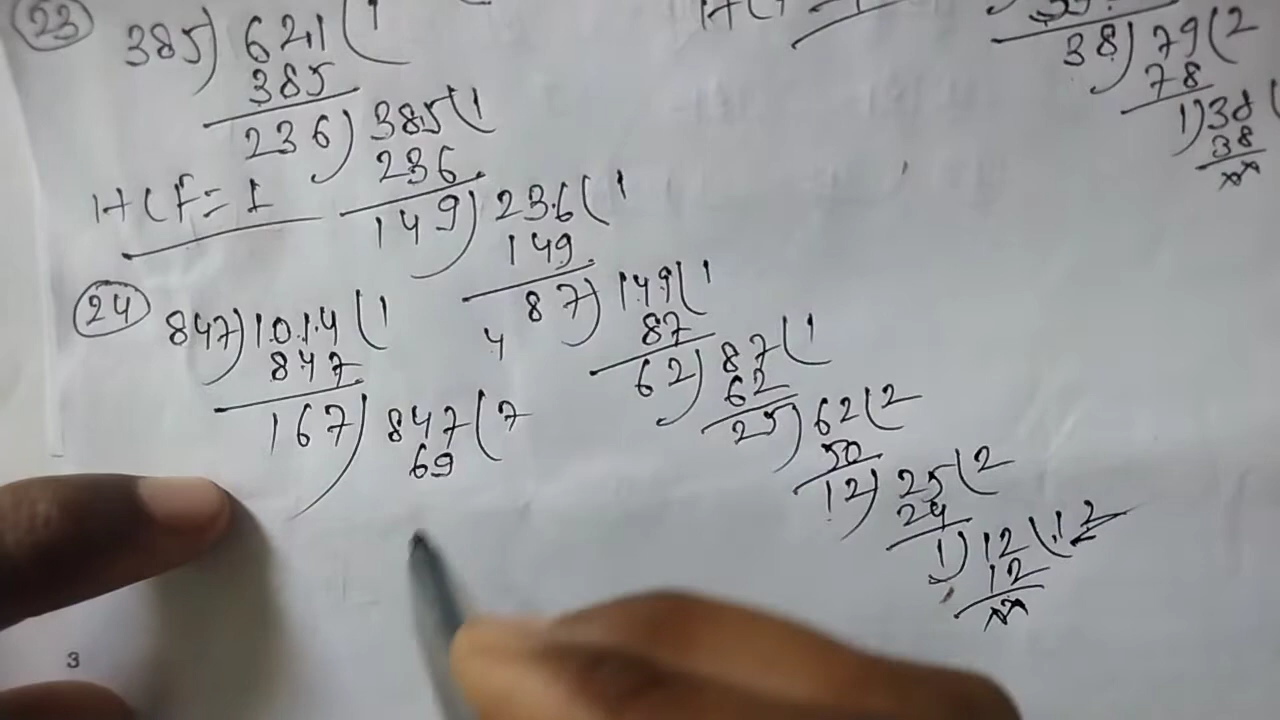 23 385) 621 (1
385
236) 385 (1
236
HCF = 1
149) 236 (1
149
87) 149 (1
87
62) 87 (1
62
25) 62 (2
50
12) 25 (2
24
1) 12 (12
12
××
24 847) 1014 (1
847
167) 847 (7
69
4
38) 79 (2
78
1) 38 (
38
××
3